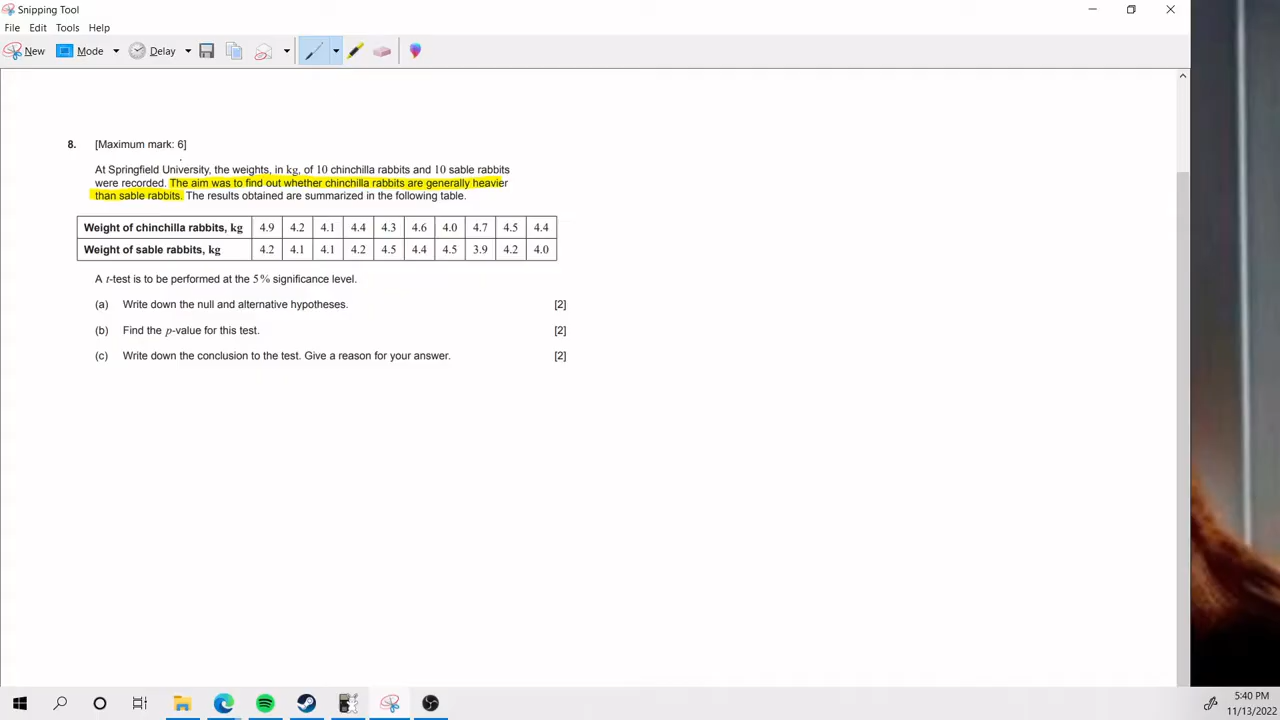 Snipping Tool
File Edit Tools Help
New Mode Delay
8. [Maximum mark: 6]
At Springfield University, the weights, in kg, of 10 chinchilla rabbits and 10 sable rabbits
were recorded. The aim was to find out whether chinchilla rabbits are generally heavier
than sable rabbits. The results obtained are summarized in the following table.
Weight of chinchilla rabbits, kg 4.9 4.2 4.1 4.4 4.3 4.6 4.0 4.7 4.5 4.4
Weight of sable rabbits, kg 4.2 4.1 4.1 4.2 4.5 4.4 4.5 3.9 4.2 4.0
A t-test is to be performed at the 5% significance level.
(a) Write down the null and alternative hypotheses. [2]
(b) Find the p-value for this test. [2]
(c) Write down the conclusion to the test. Give a reason for your answer. [2]
5:40 PM
11/13/2022